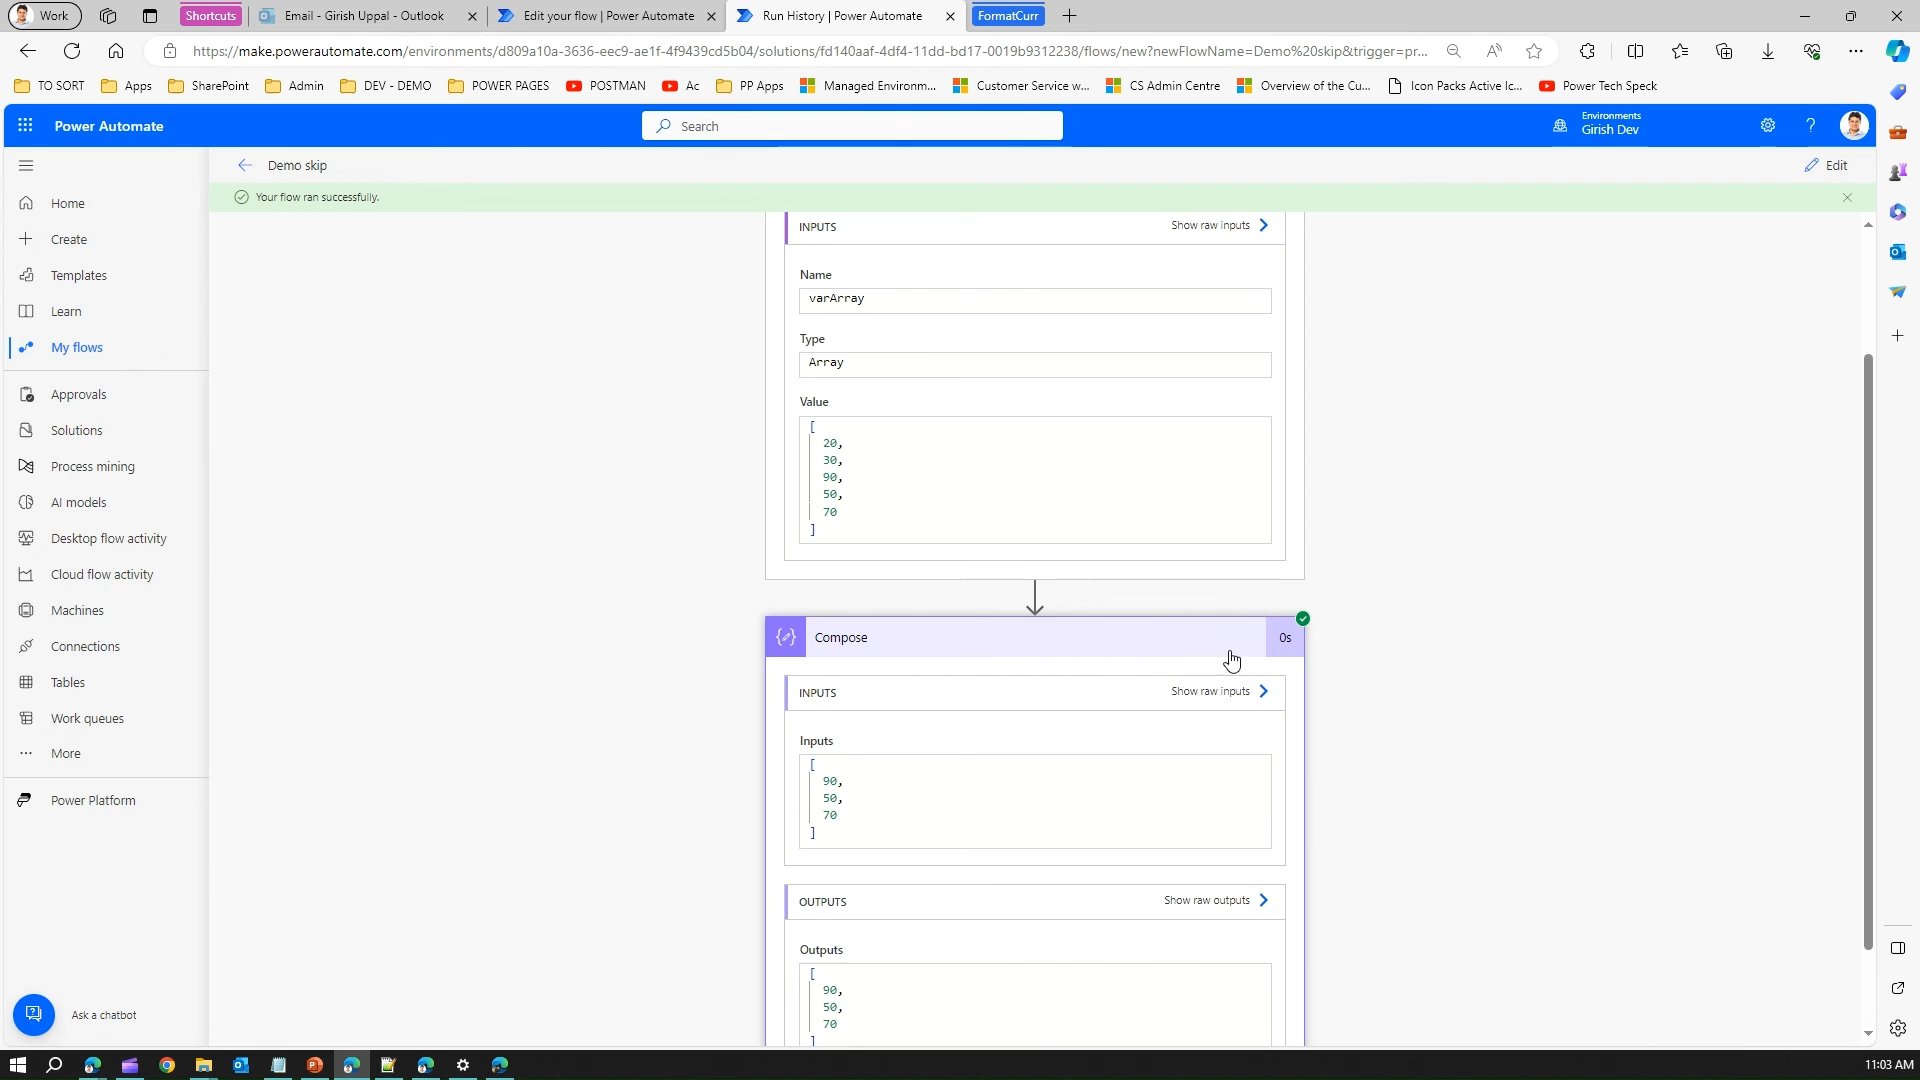 Work
Shortcuts
Email - Girish Uppal - Outlook
Edit your flow | Power Automate
Run History | Power Automate
FormatCurr
https://make.powerautomate.com/environments/d809a10a-3636-eec9-ae1f-4f9439cd5b04/solutions/fd140aaf-4df4-11dd-bd17-0019b9312238/flows/new?newFlowName=Demo%20skip&trigger=pr...
TO SORT
Apps
SharePoint
Admin
DEV - DEMO
POWER PAGES
POSTMAN
Ac
PP Apps
Managed Environm...
Customer Service w...
CS Admin Centre
Overview of the Cu...
Icon Packs Active Ic...
Power Tech Speck
Power Automate
Search
Environments
Girish Dev
Demo skip
Edit
Your flow ran successfully.
Home
Create
Templates
Learn
My flows
Approvals
Solutions
Process mining
AI models
Desktop flow activity
Cloud flow activity
Machines
Connections
Tables
Work queues
More
Power Platform
Ask a chatbot
INPUTS
Show raw inputs
Name
varArray
Type
Array
Value
[
20,
30,
90,
50,
70
]
Compose
0s
INPUTS
Show raw inputs
Inputs
[
90,
50,
70
]
OUTPUTS
Show raw outputs
Outputs
[
90,
50,
70
]
11:03 AM